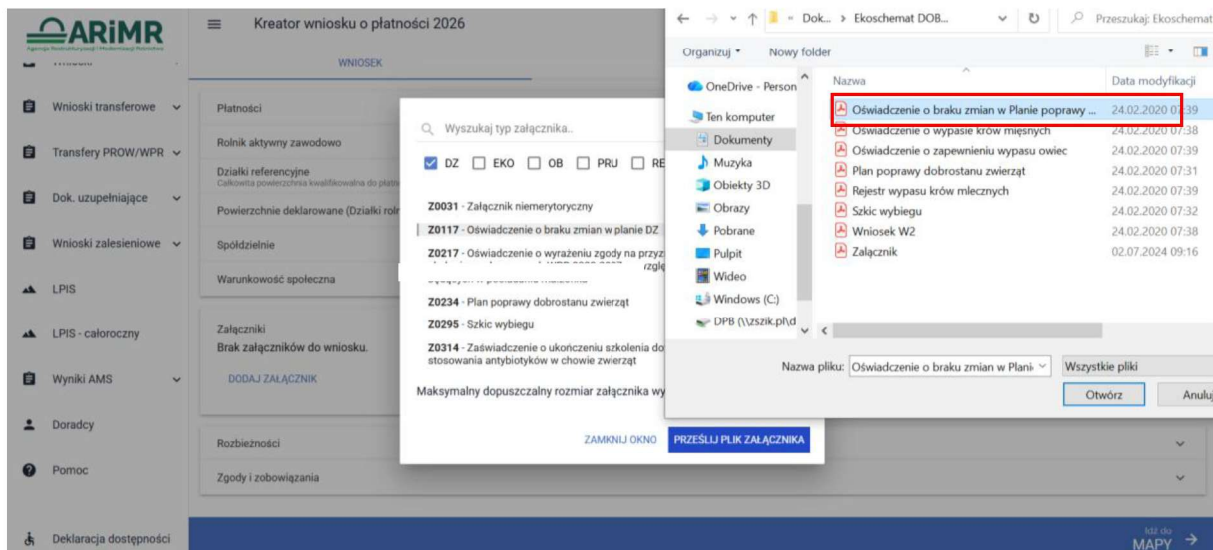 ARiMR
Agencja Restrukturyzacji i Modernizacji Rolnictwa
Wnioski transferowe
Transfery PROW/WPR
Dok. uzupełniające
Wnioski zalesieniowe
LPIS
LPIS - całoroczny
Wyniki AMS
Doradcy
Pomoc
Deklaracja dostępności
Kreator wniosku o płatności 2026
WNIOSEK
Płatności
Rolnik aktywny zawodowo
Działki referencyjne
Całkowita powierzchnia kwalifikowalna do płatn
Powierzchnie deklarowane (Działki roln
Spółdzielnie
Warunkowość społeczna
Załączniki
Brak załączników do wniosku.
DODAJ ZAŁĄCZNIK
Rozbieżności
Zgody i zobowiązania
Idź do
MAPY
Wyszukaj typ załącznika..
DZ EKO OB PRU RE
Z0031 - Załącznik niemerytoryczny
Z0117 - Oświadczenie o braku zmian w planie DZ
Z0217 - Oświadczenie o wyrażeniu zgody na przyz
Z0234 - Plan poprawy dobrostanu zwierząt
Z0295 - Szkic wybiegu
Z0314 - Zaświadczenie o ukończeniu szkolenia do
stosowania antybiotyków w chowie zwierząt
Maksymalny dopuszczalny rozmiar załącznika wy
ZAMKNIJ OKNO PRZEŚLIJ PLIK ZAŁĄCZNIKA
« Dok... > Ekoschemat DOB...
Przeszukaj: Ekoschemat
Organizuj Nowy folder
OneDrive - Person
Ten komputer
Dokumenty
Muzyka
Obiekty 3D
Obrazy
Pobrane
Pulpit
Wideo
Windows (C:)
DPB (\\zszik.pl\d
Nazwa Data modyfikacji
Oświadczenie o braku zmian w Planie poprawy ... 24.02.2020 07:39
Oświadczenie o wypasie krów mięsnych 24.02.2020 07:38
Oświadczenie o zapewnieniu wypasu owiec 24.02.2020 07:39
Plan poprawy dobrostanu zwierząt 24.02.2020 07:31
Rejestr wypasu krów mlecznych 24.02.2020 07:39
Szkic wybiegu 24.02.2020 07:32
Wniosek W2 24.02.2020 07:38
Załącznik 02.07.2024 09:16
Nazwa pliku: Oświadczenie o braku zmian w Plani Wszystkie pliki
Otwórz Anuluj